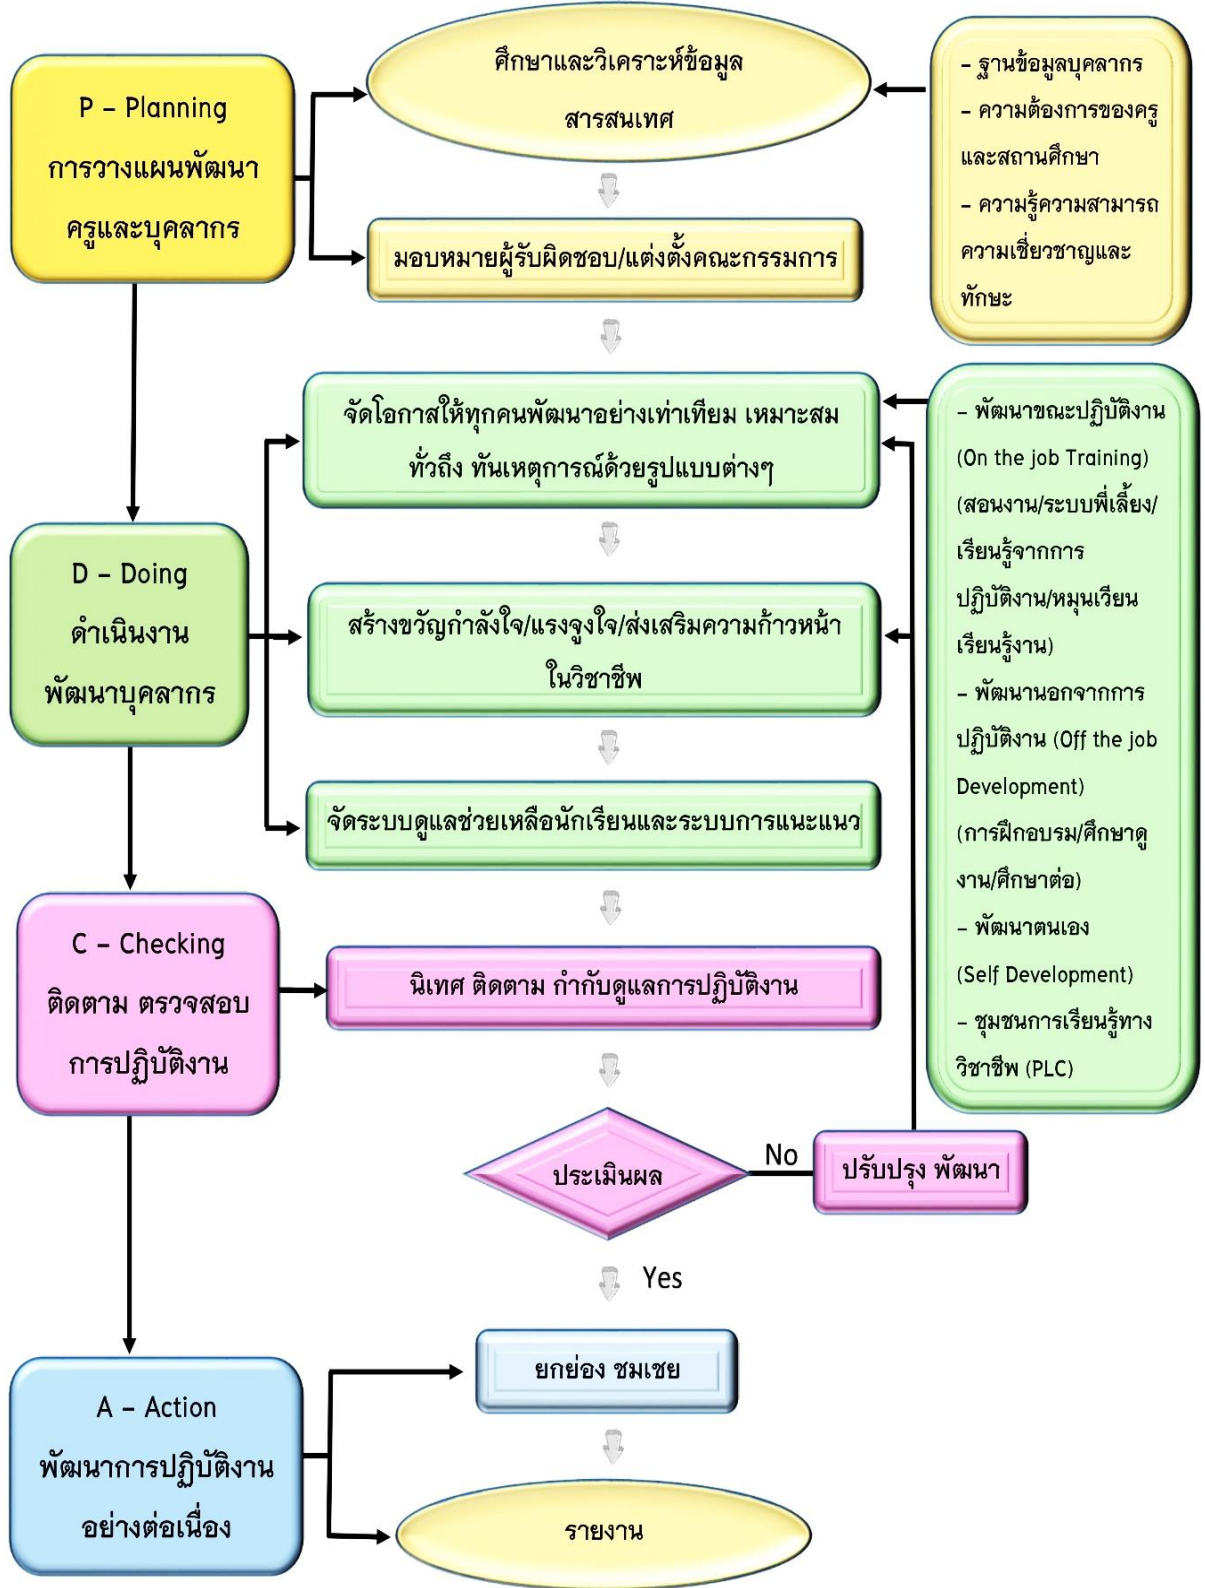 P – Planning
การวางแผนพัฒนา
ครูและบุคลากร
ศึกษาและวิเคราะห์ข้อมูล
สารสนเทศ
– ฐานข้อมูลบุคลากร
– ความต้องการของครู
และสถานศึกษา
– ความรู้ความสามารถ
ความเชี่ยวชาญและ
ทักษะ
มอบหมายผู้รับผิดชอบ/แต่งตั้งคณะกรรมการ
D – Doing
ดำเนินงาน
พัฒนาบุคลากร
จัดโอกาสให้ทุกคนพัฒนาอย่างเท่าเทียม เหมาะสม
ทั่วถึง ทันเหตุการณ์ด้วยรูปแบบต่างๆ
สร้างขวัญกำลังใจ/แรงจูงใจ/ส่งเสริมความก้าวหน้า
ในวิชาชีพ
จัดระบบดูแลช่วยเหลือนักเรียนและระบบการแนะแนว
– พัฒนาขณะปฏิบัติงาน
(On the job Training)
(สอนงาน/ระบบพี่เลี้ยง/
เรียนรู้จากการ
ปฏิบัติงาน/หมุนเวียน
เรียนรู้งาน)
– พัฒนานอกจากการ
ปฏิบัติงาน (Off the job
Development)
(การฝึกอบรม/ศึกษาดู
งาน/ศึกษาต่อ)
– พัฒนาตนเอง
(Self Development)
– ชุมชนการเรียนรู้ทาง
วิชาชีพ (PLC)
C – Checking
ติดตาม ตรวจสอบ
การปฏิบัติงาน
นิเทศ ติดตาม กำกับดูแลการปฏิบัติงาน
ประเมินผล
No
ปรับปรุง พัฒนา
Yes
A – Action
พัฒนาการปฏิบัติงาน
อย่างต่อเนื่อง
ยกย่อง ชมเชย
รายงาน